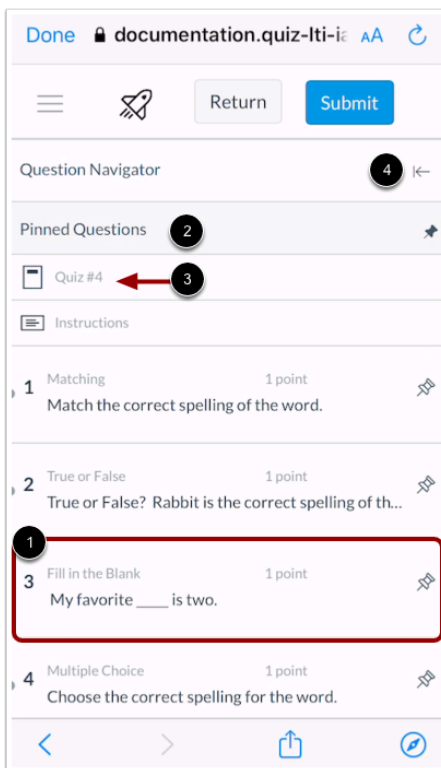 Done documentation.quiz-lti-ia AA
Return Submit
Question Navigator 4
Pinned Questions 2
Quiz #4 3
Instructions
1 Matching 1 point
Match the correct spelling of the word.
2 True or False 1 point
True or False? Rabbit is the correct spelling of th...
1
3 Fill in the Blank 1 point
My favorite ____ is two.
4 Multiple Choice 1 point
Choose the correct spelling for the word.